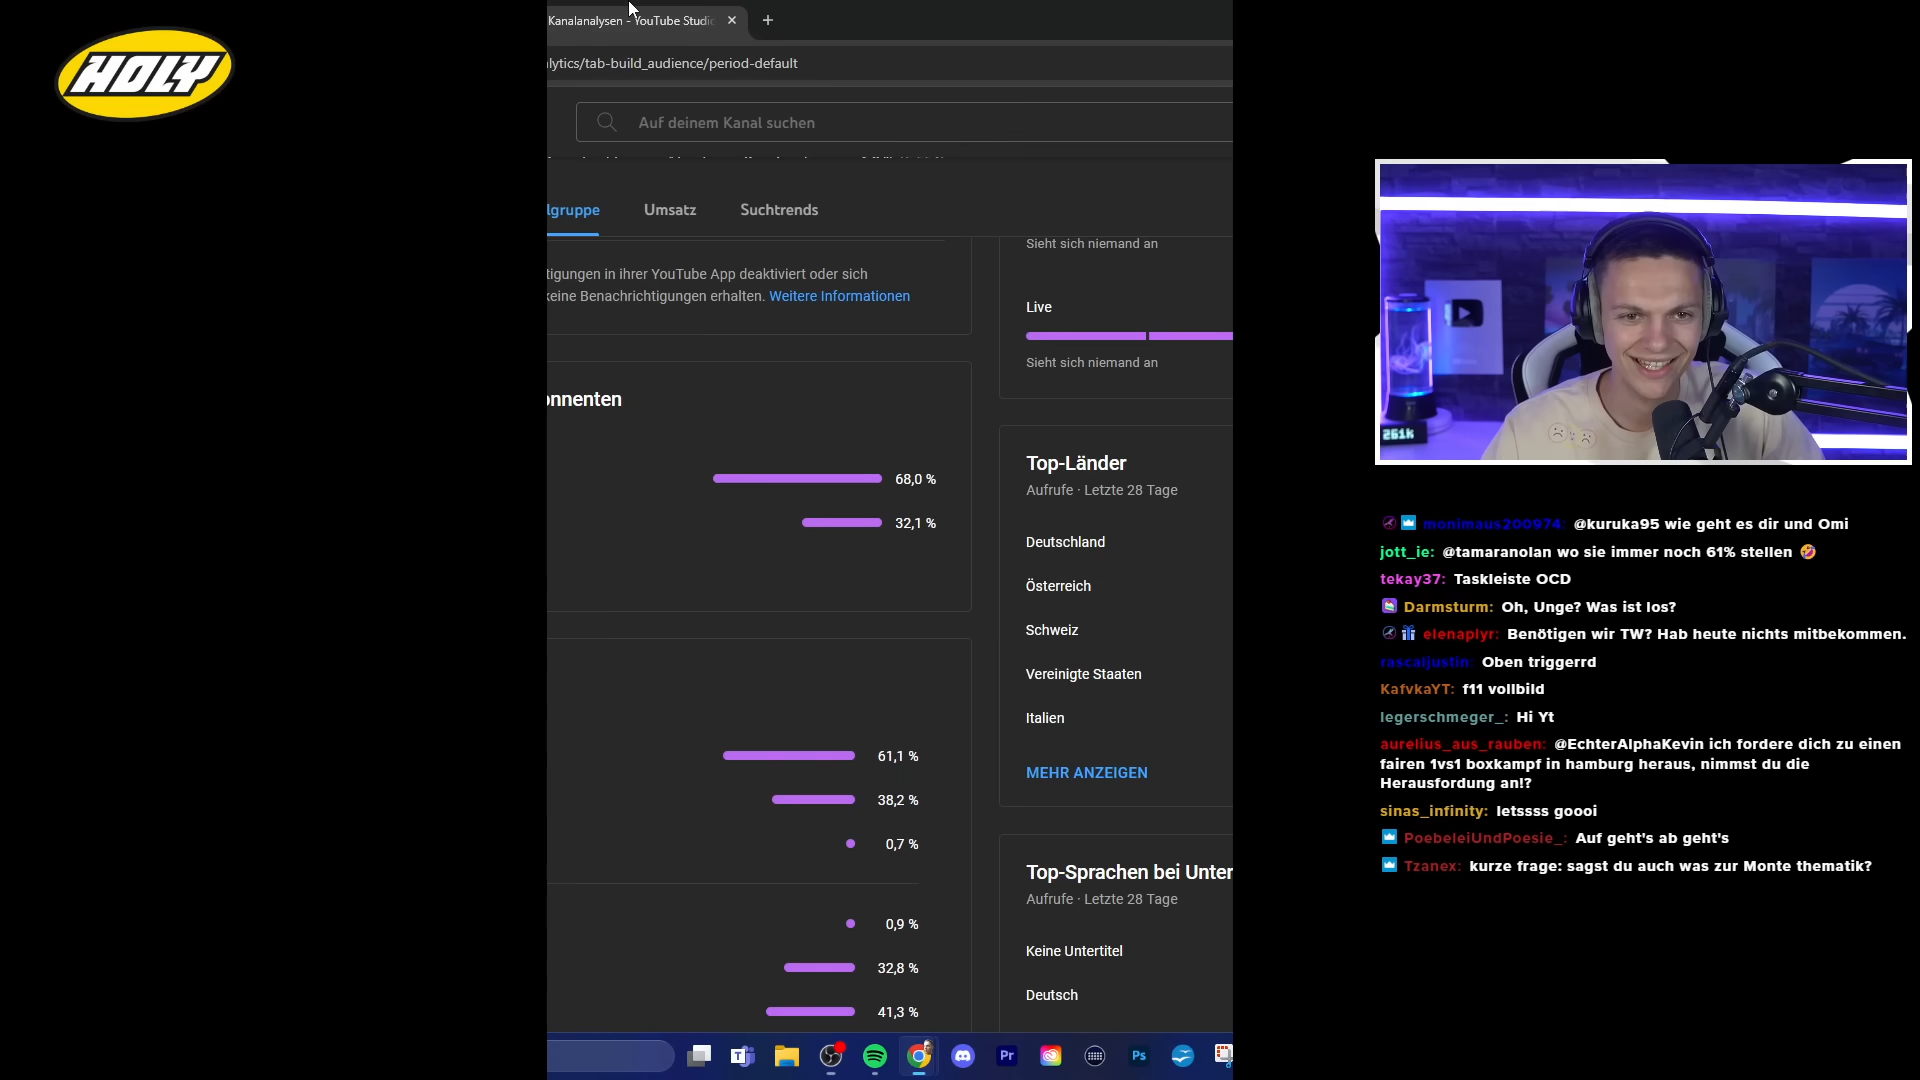 HOLY
Kanalanalysen - YouTube Studio
lytics/tab-build_audience/period-default
Auf deinem Kanal suchen
lgruppe
Umsatz
Suchtrends
Sieht sich niemand an
tigungen in ihrer YouTube App deaktiviert oder sich
keine Benachrichtigungen erhalten. Weitere Informationen
Live
Sieht sich niemand an
onnenten
68,0 %
32,1 %
Top-Länder
Aufrufe · Letzte 28 Tage
Deutschland
Österreich
Schweiz
Vereinigte Staaten
Italien
MEHR ANZEIGEN
61,1 %
38,2 %
0,7 %
0,9 %
32,8 %
41,3 %
Top-Sprachen bei Unter
Aufrufe · Letzte 28 Tage
Keine Untertitel
Deutsch
Pr
Ps
261k
monimaus200974: @kuruka95 wie geht es dir und Omi
jott_ie: @tamaranolan wo sie immer noch 61% stellen 🤣
tekay37: Taskleiste OCD
Darmsturm: Oh, Unge? Was ist los?
elenaplyr: Benötigen wir TW? Hab heute nichts mitbekommen.
rascaljustin: Oben triggerrd
KafvkaYT: f11 vollbild
legerschmeger_: Hi Yt
aurelius_aus_rauben: @EchterAlphaKevin ich fordere dich zu einen
fairen 1vs1 boxkampf in hamburg heraus, nimmst du die
Herausfordung an!?
sinas_infinity: letssss goooi
PoebeleiUndPoesie_: Auf geht's ab geht's
Tzanex: kurze frage: sagst du auch was zur Monte thematik?